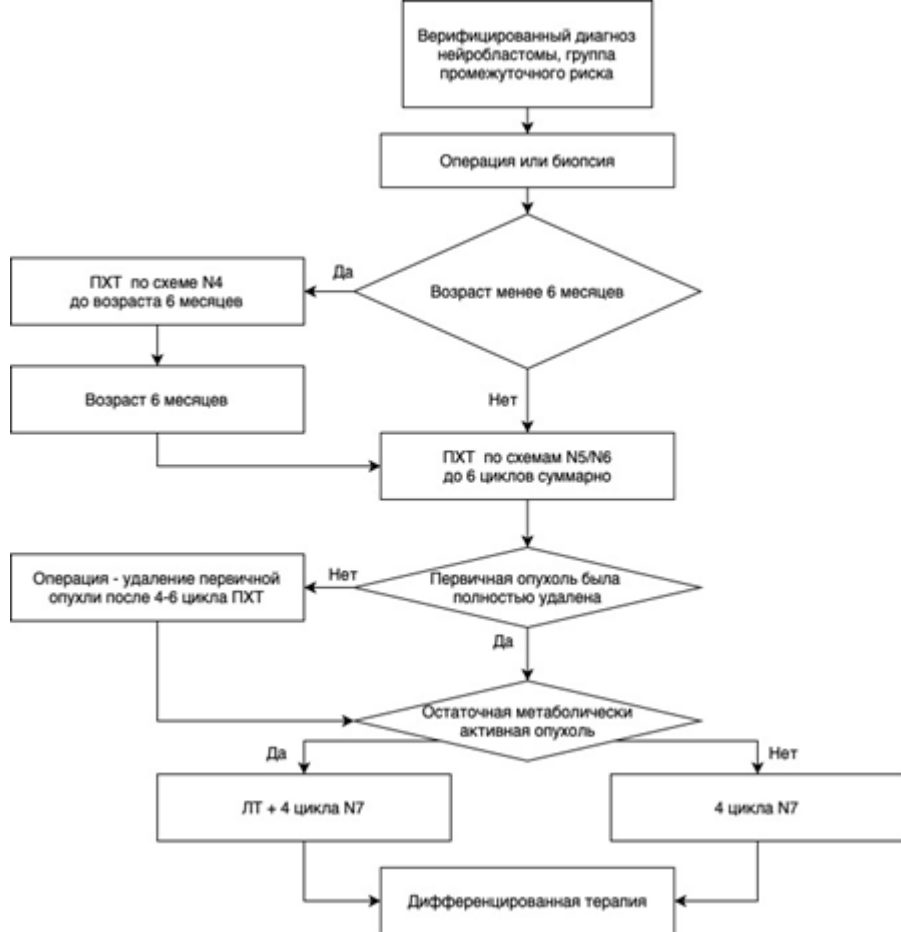 Верифицированный диагноз
нейробластомы, группа
промежуточного риска
Операция или биопсия
Возраст менее 6 месяцев
Да
ПХТ по схеме N4
до возраста 6 месяцев
Возраст 6 месяцев
Нет
ПХТ по схемам N5/N6
до 6 циклов суммарно
Первичная опухоль была
полностью удалена
Нет
Операция - удаление первичной
опухли после 4-6 цикла ПХТ
Да
Остаточная метаболически
активная опухоль
Да
Нет
ЛТ + 4 цикла N7
4 цикла N7
Дифференцированная терапия